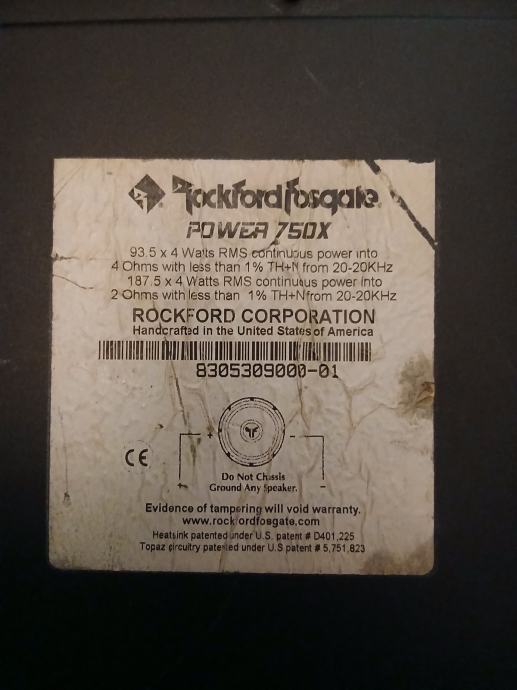 Rockford Fosgate
POWER 750X
93.5 x 4 Watts RMS continuous power into
4 Ohms with less than 1% TH+N from 20-20KHz
187.5 x 4 Watts RMS continuous power into
2 Ohms with less than 1% TH+N from 20-20KHz
ROCKFORD CORPORATION
Handcrafted in the United States of America
8305309000-01
+ -
CE
+ -
Do Not Chassis
Ground Any Speaker.
Evidence of tampering will void warranty.
www.rockfordfosgate.com
Heatsink patented under U.S. patent # D401,225
Topaz circuitry patented under U.S patent # 5,751,823